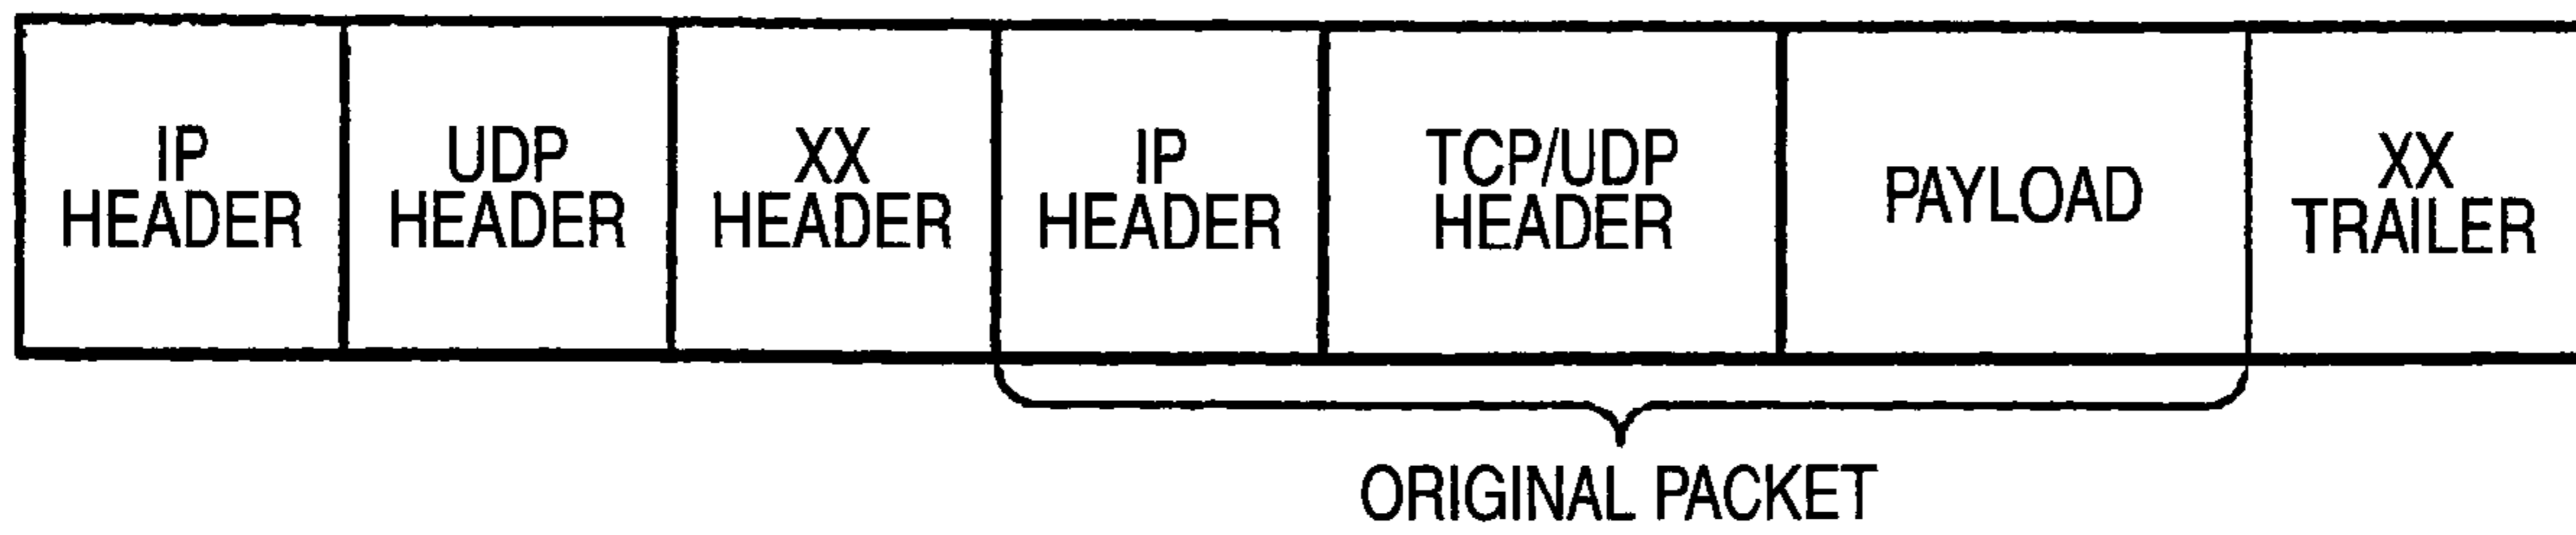 IP
HEADER
UDP
HEADER
XX
HEADER
IP
HEADER
TCP/UDP
HEADER
PAYLOAD
XX
TRAILER
ORIGINAL PACKET